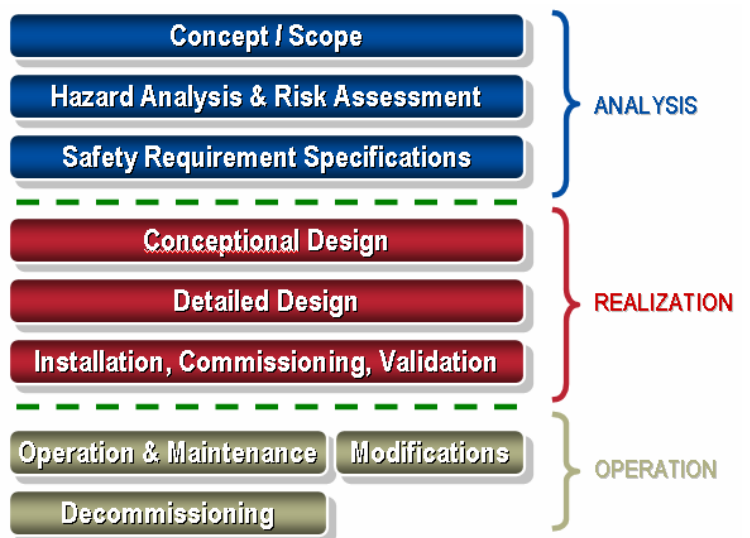 Concept / Scope
Hazard Analysis & Risk Assessment
Safety Requirement Specifications
ANALYSIS
Conceptional Design
Detailed Design
Installation, Commissioning, Validation
REALIZATION
Operation & Maintenance
Modifications
Decommissioning
OPERATION